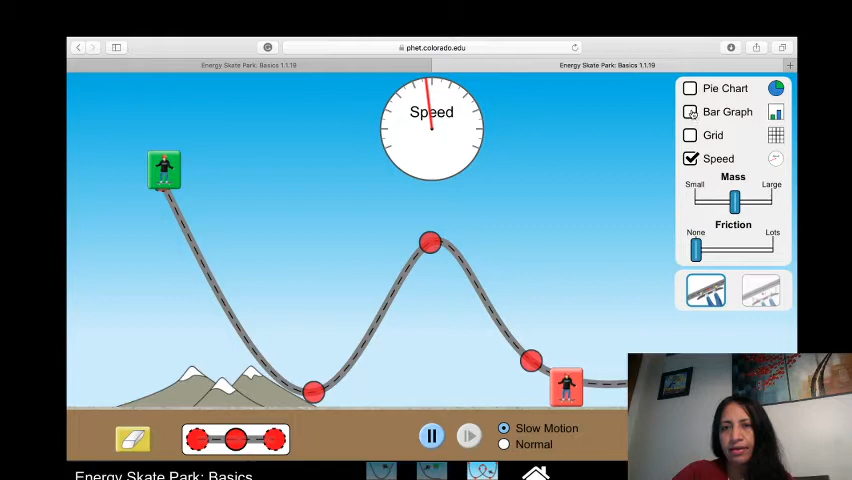 phet.colorado.edu
Energy Skate Park: Basics 1.1.19
Energy Skate Park: Basics 1.1.19
Speed
Pie Chart
Bar Graph
Grid
Speed
Mass
Small
Large
Friction
None
Lots
Slow Motion
Normal
Energy Skate Park: Basics